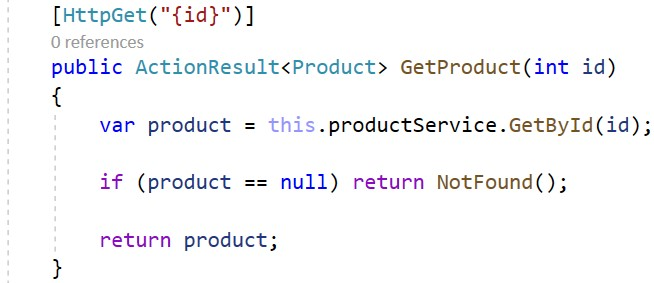 [HttpGet("{id}")]
0 references
public ActionResult<Product> GetProduct(int id)
{
    var product = this.productService.GetById(id);
    if (product == null) return NotFound();
    return product;
}